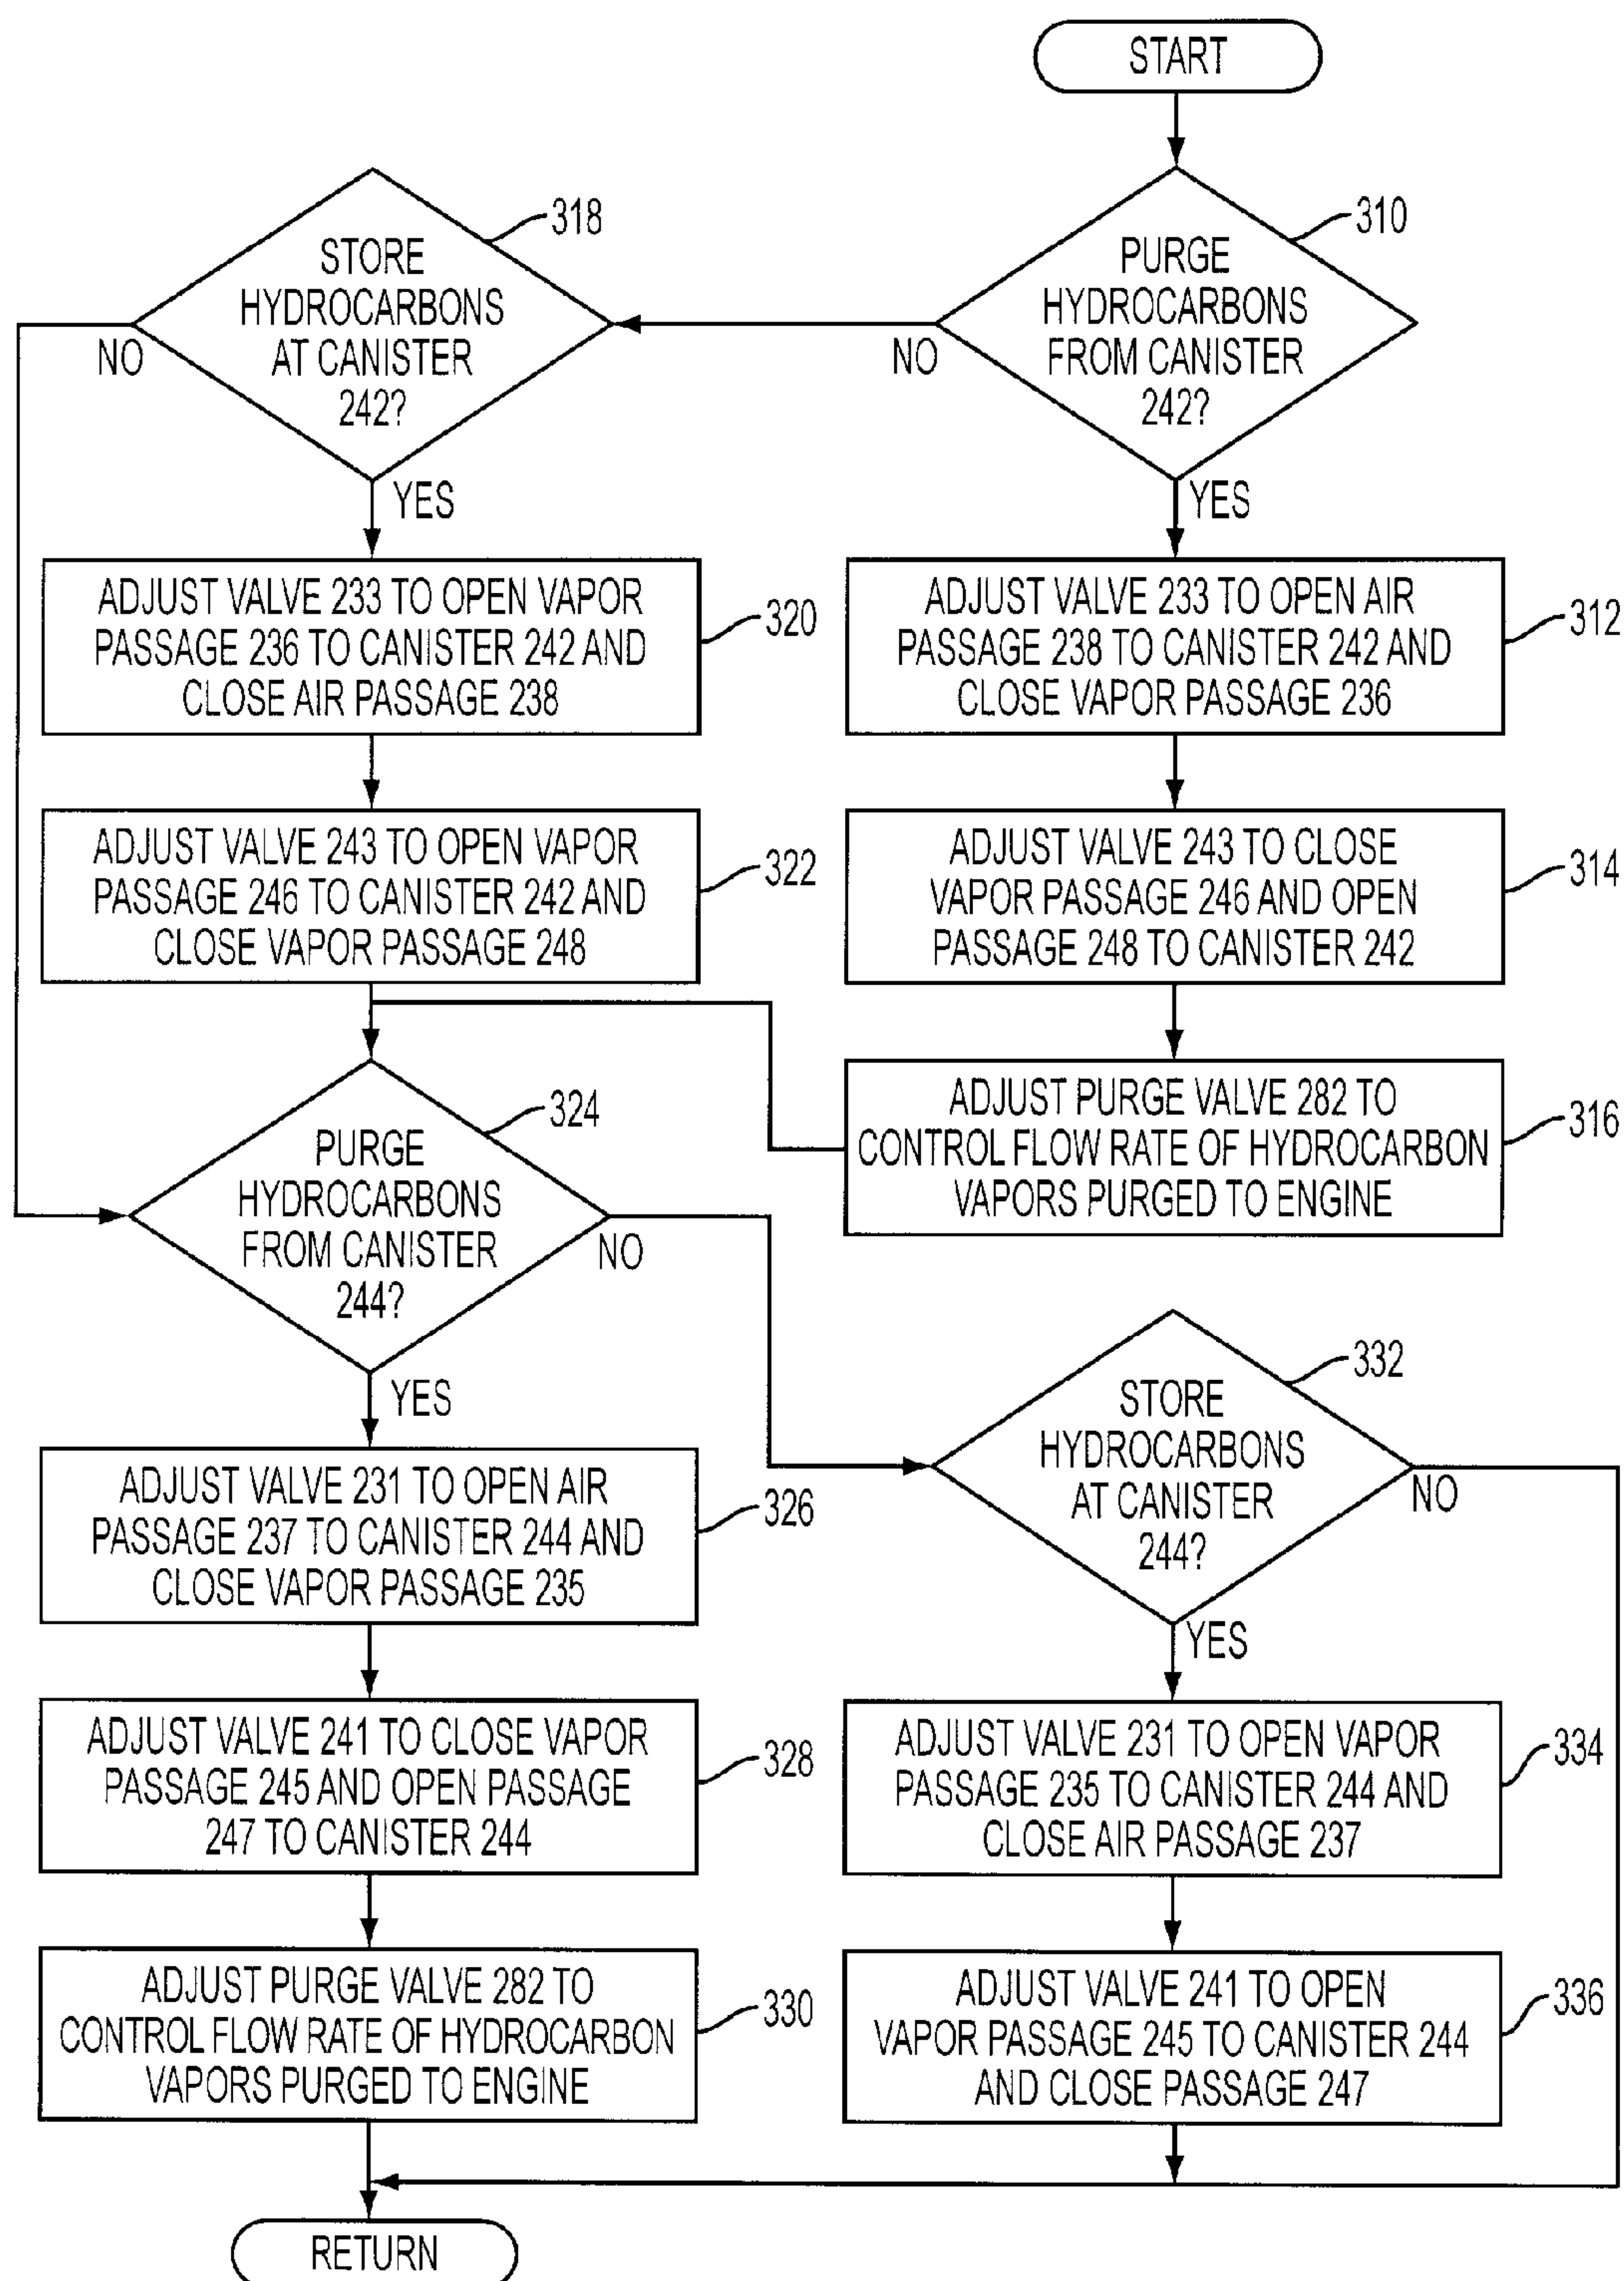 START
310
PURGE
HYDROCARBONS
FROM CANISTER
242?
NO
YES
318
STORE
HYDROCARBONS
AT CANISTER
242?
NO
YES
ADJUST VALVE 233 TO OPEN VAPOR
PASSAGE 236 TO CANISTER 242 AND
CLOSE AIR PASSAGE 238
320
ADJUST VALVE 233 TO OPEN AIR
PASSAGE 238 TO CANISTER 242 AND
CLOSE VAPOR PASSAGE 236
312
ADJUST VALVE 243 TO OPEN VAPOR
PASSAGE 246 TO CANISTER 242 AND
CLOSE VAPOR PASSAGE 248
322
ADJUST VALVE 243 TO CLOSE
VAPOR PASSAGE 246 AND OPEN
PASSAGE 248 TO CANISTER 242
314
ADJUST PURGE VALVE 282 TO
CONTROL FLOW RATE OF HYDROCARBON
VAPORS PURGED TO ENGINE
316
324
PURGE
HYDROCARBONS
FROM CANISTER
244?
NO
YES
332
STORE
HYDROCARBONS
AT CANISTER
244?
NO
YES
ADJUST VALVE 231 TO OPEN AIR
PASSAGE 237 TO CANISTER 244 AND
CLOSE VAPOR PASSAGE 235
326
ADJUST VALVE 241 TO CLOSE VAPOR
PASSAGE 245 AND OPEN PASSAGE
247 TO CANISTER 244
328
ADJUST VALVE 231 TO OPEN VAPOR
PASSAGE 235 TO CANISTER 244 AND
CLOSE AIR PASSAGE 237
334
ADJUST PURGE VALVE 282 TO
CONTROL FLOW RATE OF HYDROCARBON
VAPORS PURGED TO ENGINE
330
ADJUST VALVE 241 TO OPEN
VAPOR PASSAGE 245 TO CANISTER 244
AND CLOSE PASSAGE 247
336
RETURN